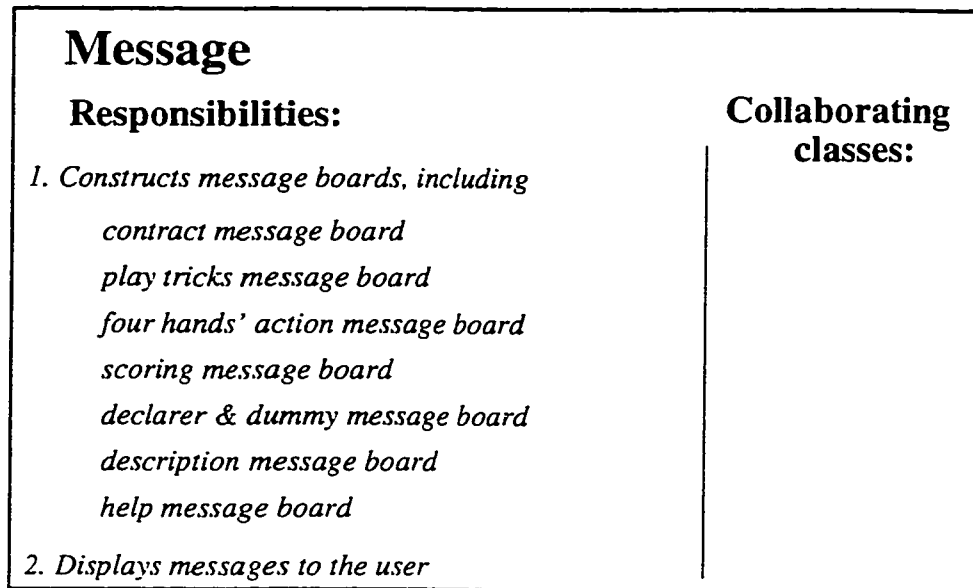 Message
Responsibilities:
Collaborating
classes:
1. Constructs message boards, including
contract message board
play tricks message board
four hands' action message board
scoring message board
declarer & dummy message board
description message board
help message board
2. Displays messages to the user